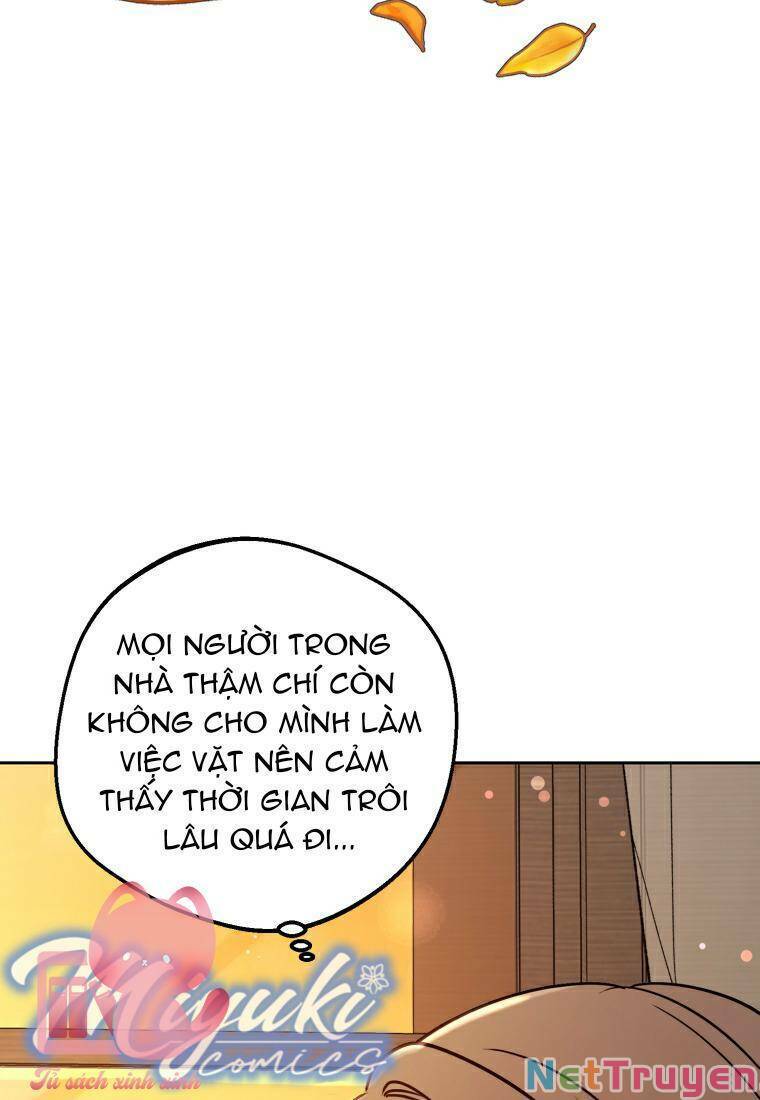 MỌI NGƯỜI TRONG
NHÀ THẬM CHÍ CÒN
KHÔNG CHO MÌNH LÀM
VIỆC VẶT NÊN CẢM
THẤY THỜI GIAN TRÔI
LÂU QUÁ ĐI...
Miyuki
comics
Tủ sách xinh xinh
NetTruyen